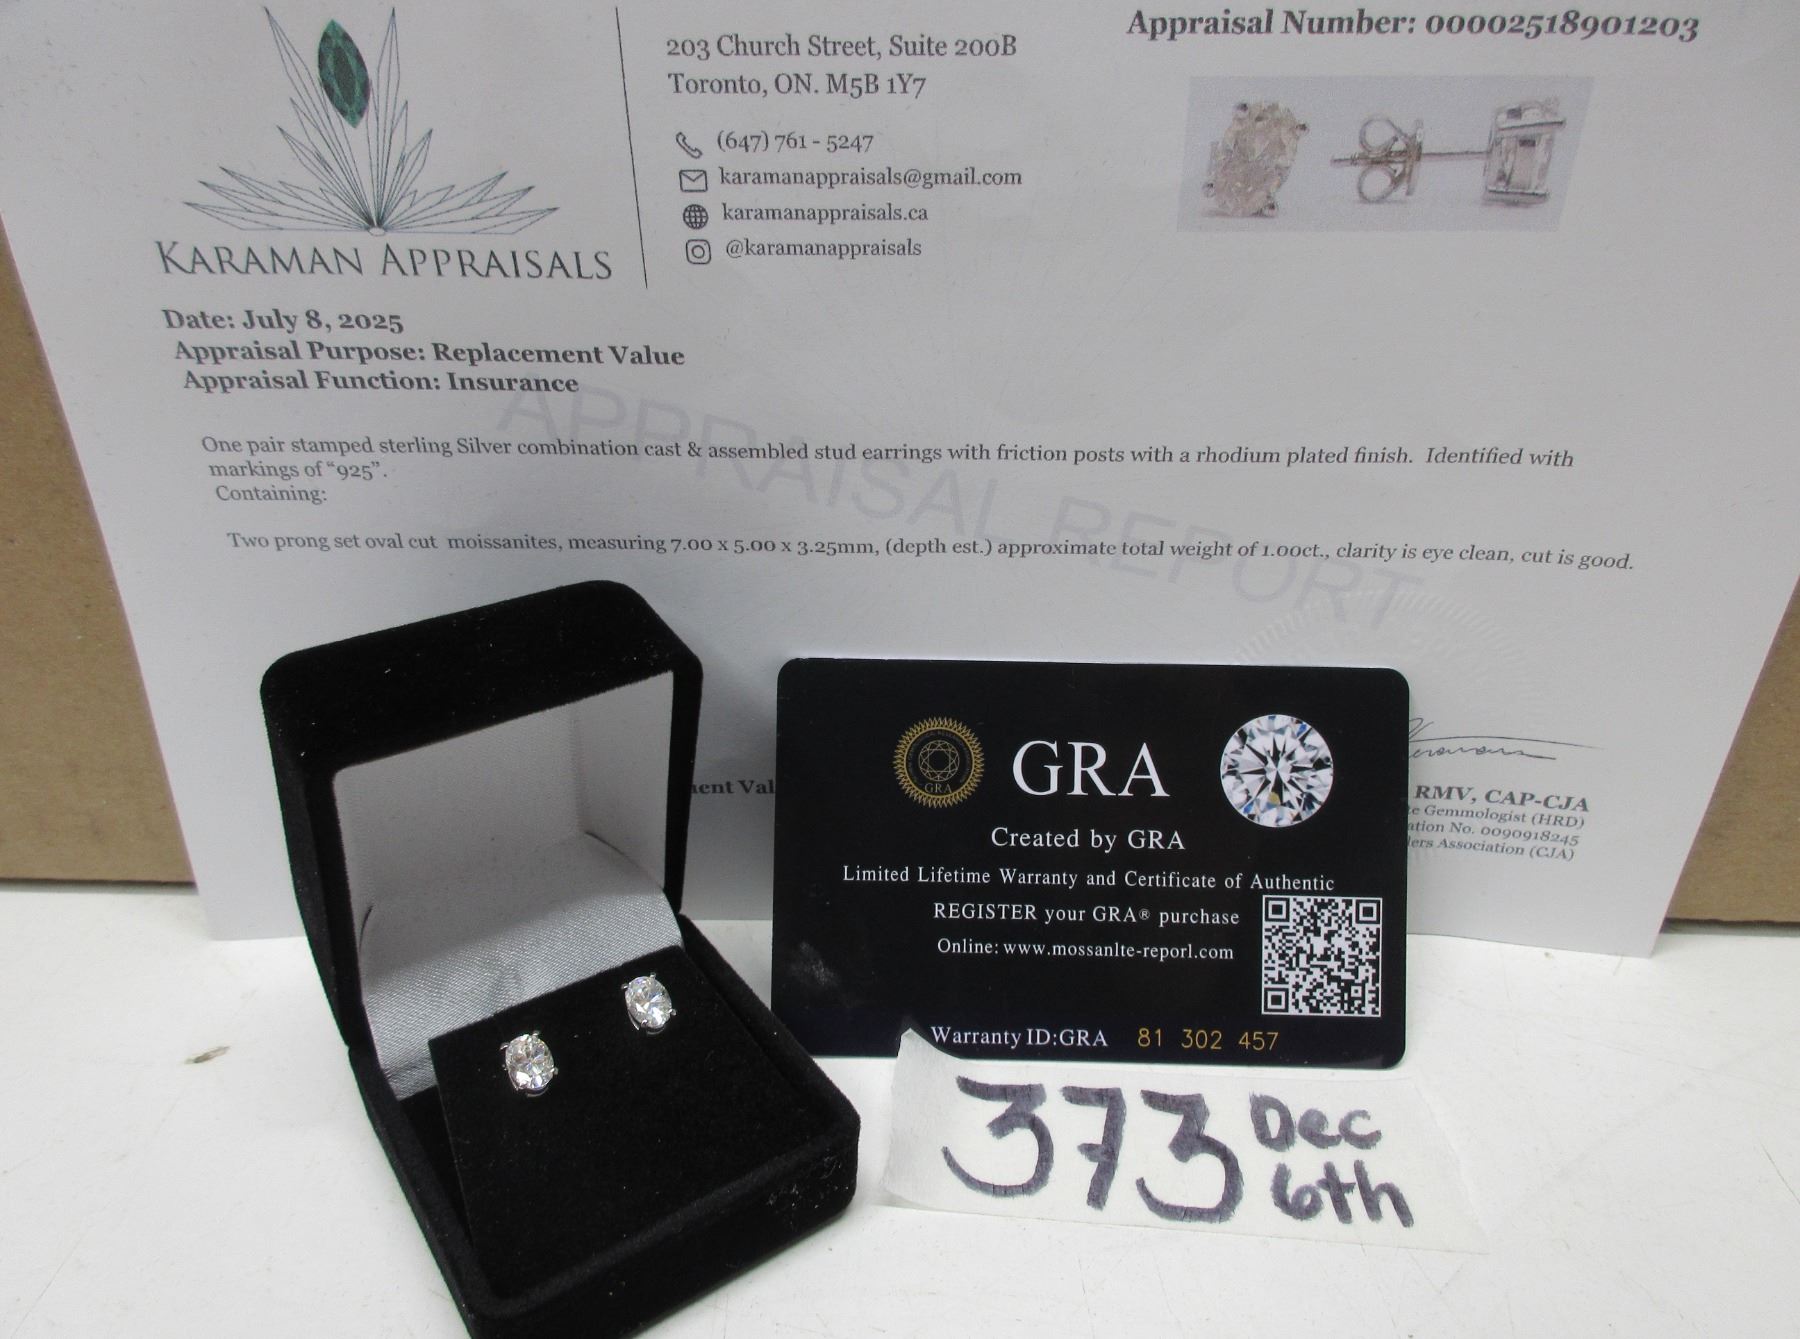 KARAMAN APPRAISALS
203 Church Street, Suite 200B
Toronto, ON. M5B 1Y7
(647) 761 - 5247
karamanappraisals@gmail.com
karamanappraisals.ca
@karamanappraisals
Appraisal Number: 00002518901203
Date: July 8, 2025
Appraisal Purpose: Replacement Value
Appraisal Function: Insurance
APPRAISAL REPORT
One pair stamped sterling Silver combination cast & assembled stud earrings with friction posts with a rhodium plated finish. Identified with
markings of “925”.
Containing:
Two prong set oval cut moissanites, measuring 7.00 x 5.00 x 3.25mm, (depth est.) approximate total weight of 1.00ct., clarity is eye clean, cut is good.
RMV, CAP-CJA
Gemmologist (HRD)
No. 0090918245
Association (CJA)
GRA
GRA
Created by GRA
Limited Lifetime Warranty and Certificate of Authentic
REGISTER your GRA® purchase
Online: www.mossanlte-reporl.com
Warranty ID:GRA 81 302 457
373 Dec
6th